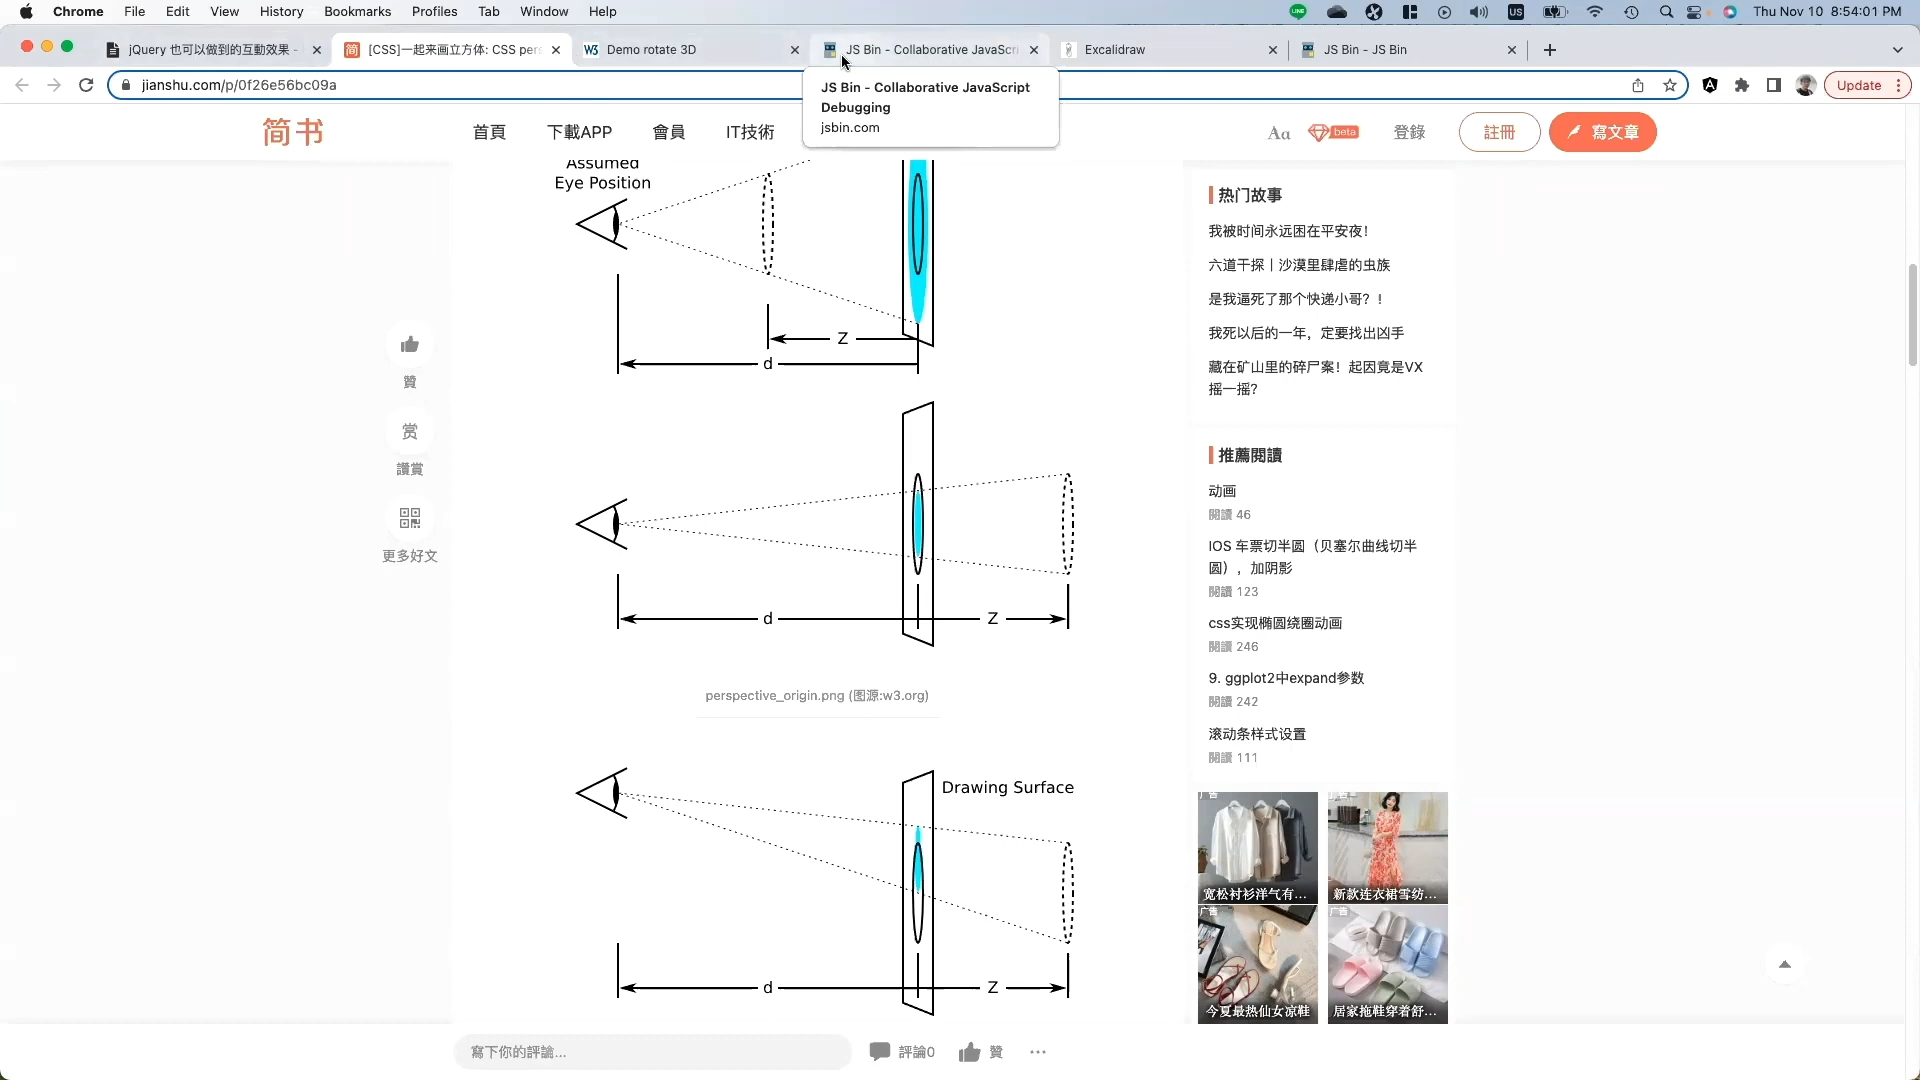 Chrome File Edit View History Bookmarks Profiles Tab Window Help
US
Thu Nov 10 8:54:01 PM
jQuery 也可以做到的互動效果 -
[CSS]一起来画立方体: CSS pers
Demo rotate 3D
JS Bin - Collaborative JavaScri
Excalidraw
JS Bin - JS Bin
jianshu.com/p/0f26e56bc09a
Update
JS Bin - Collaborative JavaScript
Debugging
jsbin.com
简书
首頁
下載APP
會員
IT技術
Aa
beta
登錄
註冊
寫文章
Assumed
Eye Position
Z
d
d
Z
perspective_origin.png (图源:w3.org)
Drawing Surface
d
Z
贊
赏
讚賞
更多好文
热门故事
我被时间永远困在平安夜！
六道干探丨沙漠里肆虐的虫族
是我逼死了那个快递小哥？！
我死以后的一年，定要找出凶手
藏在矿山里的碎尸案！起因竟是VX
摇一摇？
推薦閱讀
动画
閱讀 46
IOS 车票切半圆（贝塞尔曲线切半
圆），加阴影
閱讀 123
css实现椭圆绕圈动画
閱讀 246
9. ggplot2中expand参数
閱讀 242
滚动条样式设置
閱讀 111
广告
宽松衬衫洋气有...
广告
新款连衣裙雪纺...
广告
今夏最热仙女凉鞋
广告
居家拖鞋穿着舒...
寫下你的評論...
評論0
贊